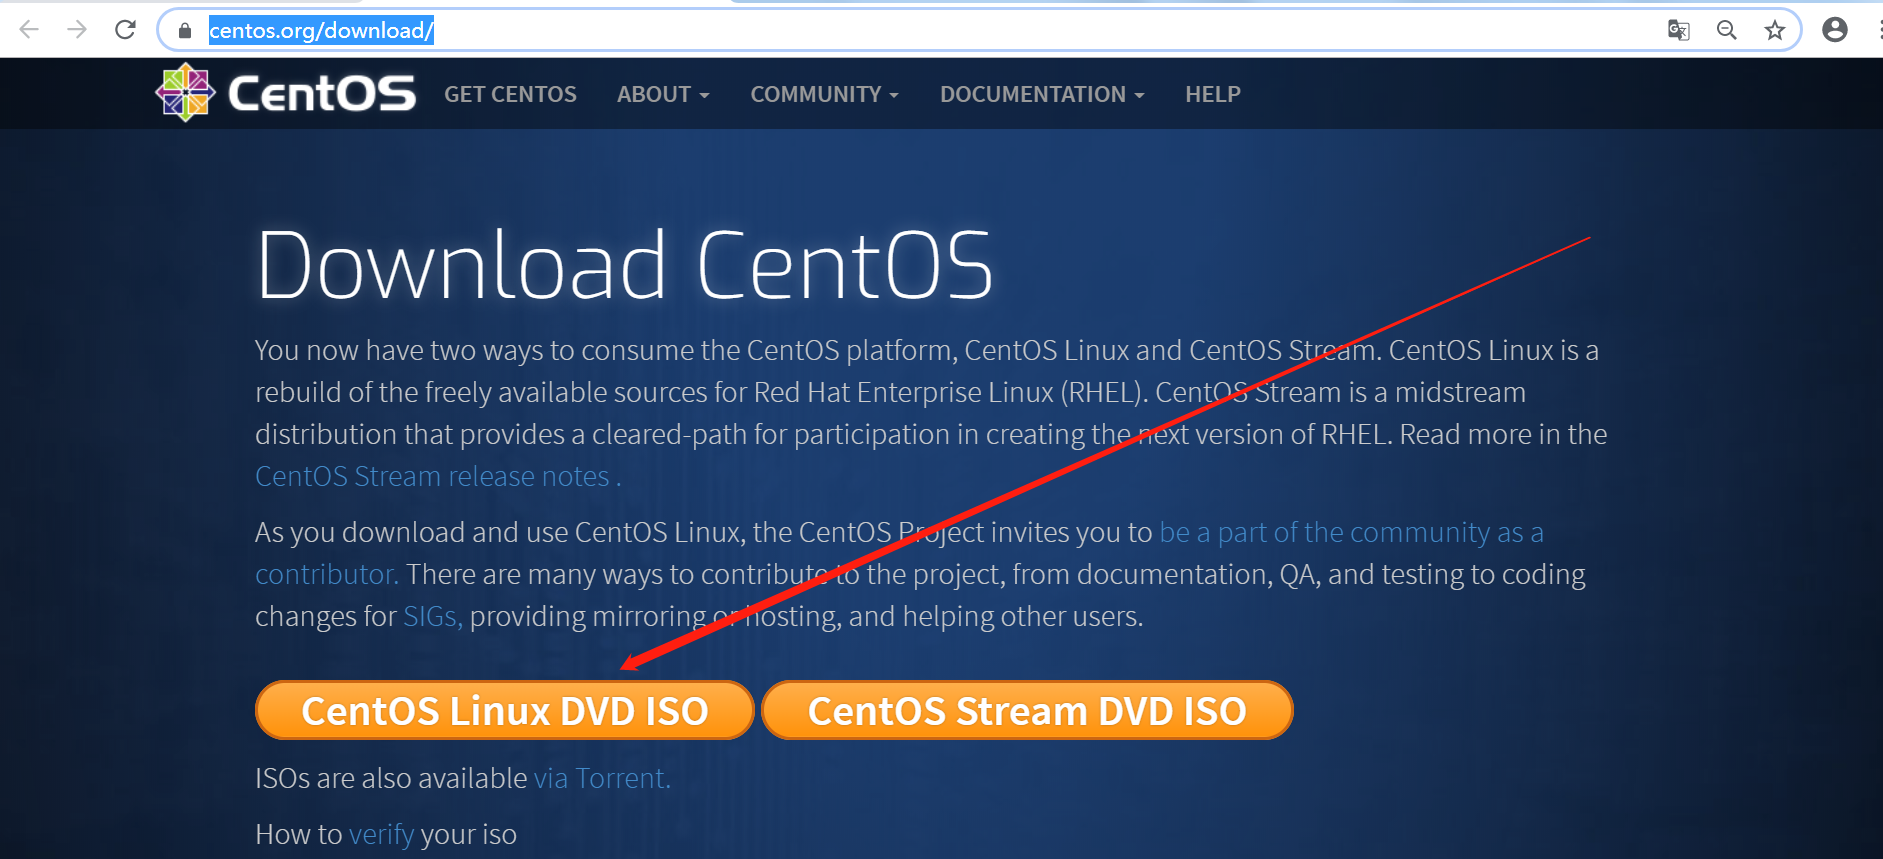 centos.org/download/
CentOS GET CENTOS ABOUT COMMUNITY DOCUMENTATION HELP
Download CentOS
You now have two ways to consume the CentOS platform, CentOS Linux and CentOS Stream. CentOS Linux is a
rebuild of the freely available sources for Red Hat Enterprise Linux (RHEL). CentOS Stream is a midstream
distribution that provides a cleared-path for participation in creating the next version of RHEL. Read more in the
CentOS Stream release notes .
As you download and use CentOS Linux, the CentOS Project invites you to be a part of the community as a
contributor. There are many ways to contribute to the project, from documentation, QA, and testing to coding
changes for SIGs, providing mirroring or hosting, and helping other users.
CentOS Linux DVD ISO CentOS Stream DVD ISO
ISOs are also available via Torrent.
How to verify your iso